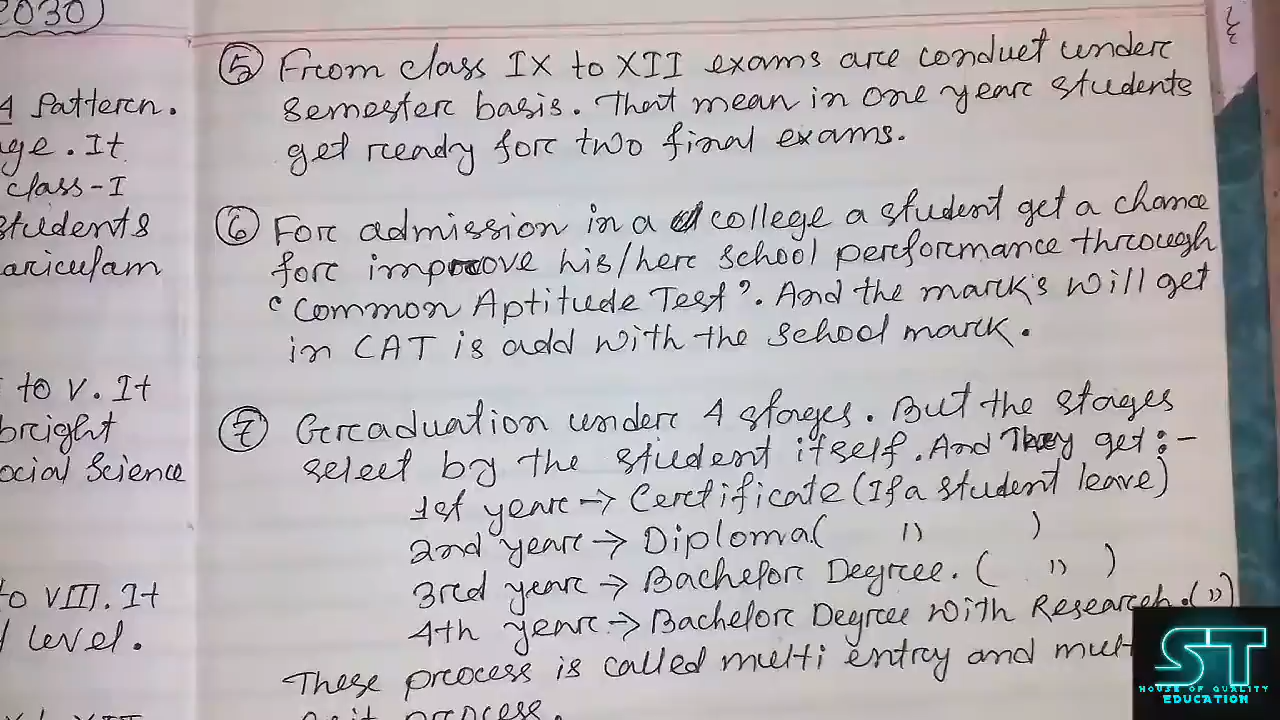 2030)
4 Pattern.
age. It
class-I
students
ariculam
to V. It
bright
ocial Science
to VIII. It
level.
⑤ From class IX to XII exams are conduct under
semester basis. That mean in one year students
get ready for two final exams.
⑥ For admission in a college a student get a chance
for improve his/her school performance through
"Common Aptitude Test". And the mark's will get
in CAT is add with the school mark.
⑦ Graduation under 4 stages. But the stages
select by the student itself. And They get :-
1st year → Certificate (If a student leave)
2nd year → Diploma ( " )
3rd year → Bachelor Degree. ( " )
4th year → Bachelor Degree with Research. (")
These process is called multi entry and mult
exit process.
ST
HOUSE OF QUALITY
EDUCATION